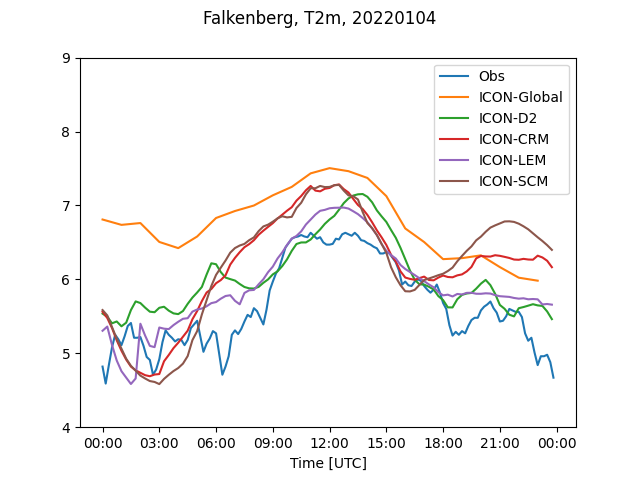 Falkenberg, T2m, 20220104
9
8
7
6
5
4
Obs
ICON-Global
ICON-D2
ICON-CRM
ICON-LEM
ICON-SCM
00:00 03:00 06:00 09:00 12:00 15:00 18:00 21:00 00:00
Time [UTC]